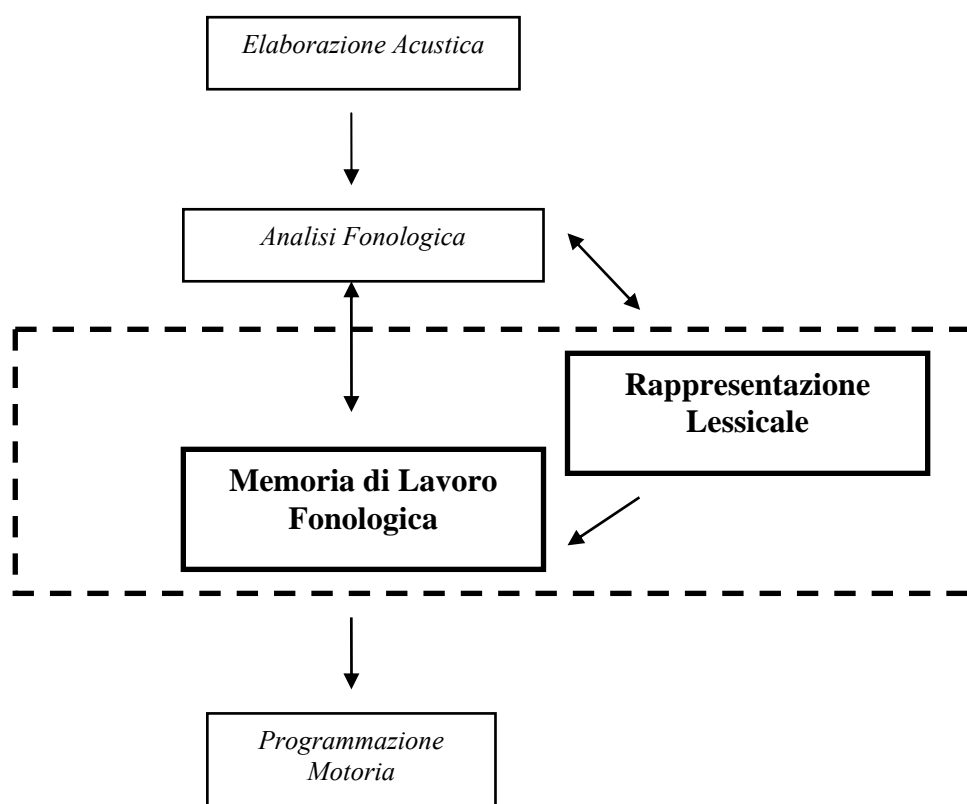 Elaborazione Acustica
Analisi Fonologica
Rappresentazione
Lessicale
Memoria di Lavoro
Fonologica
Programmazione
Motoria